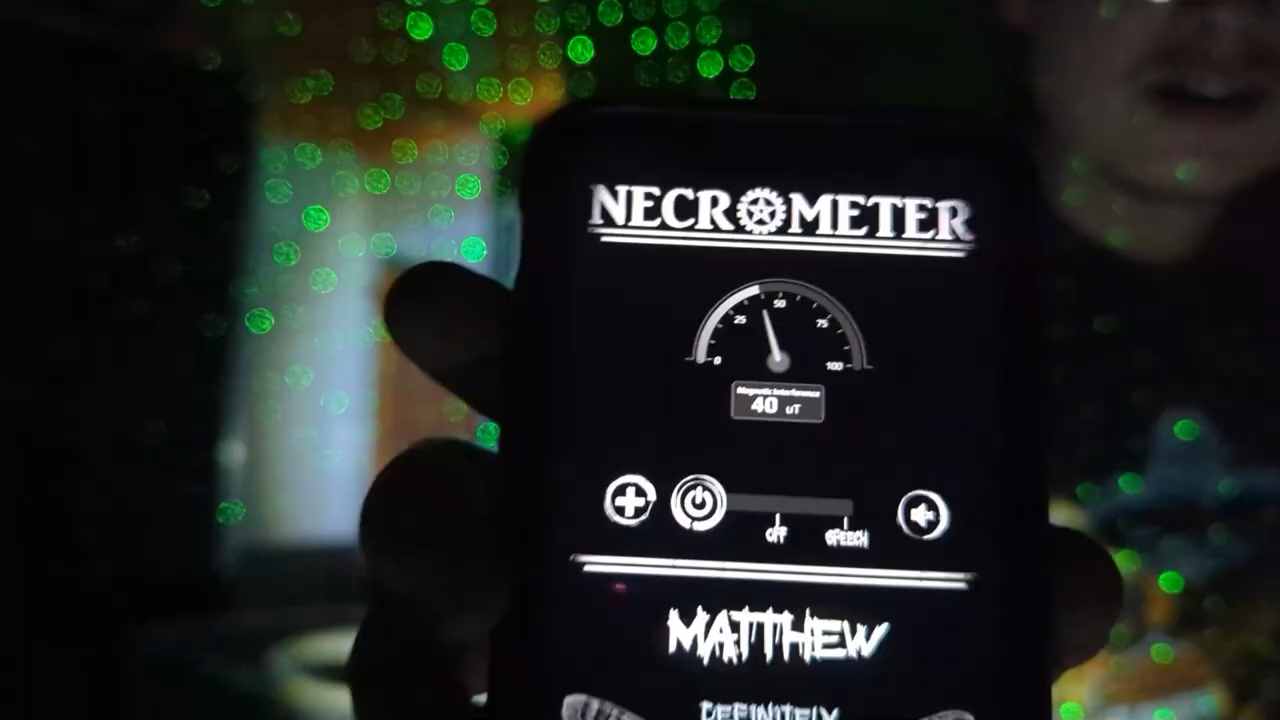 NECROMETER
50
25 75
0 100
Magnetic Interference
40 uT
OFF SPEECH
MATTHEW
DEFINITELY